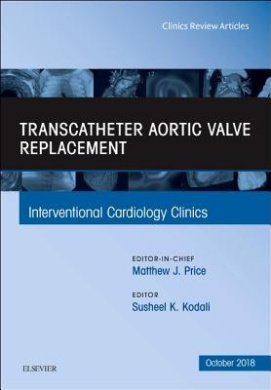 Clinics Review Articles
TRANSCATHETER AORTIC VALVE
REPLACEMENT
Interventional Cardiology Clinics
EDITOR-IN-CHIEF
Matthew J. Price
EDITOR
Susheel K. Kodali
ELSEVIER
October 2018